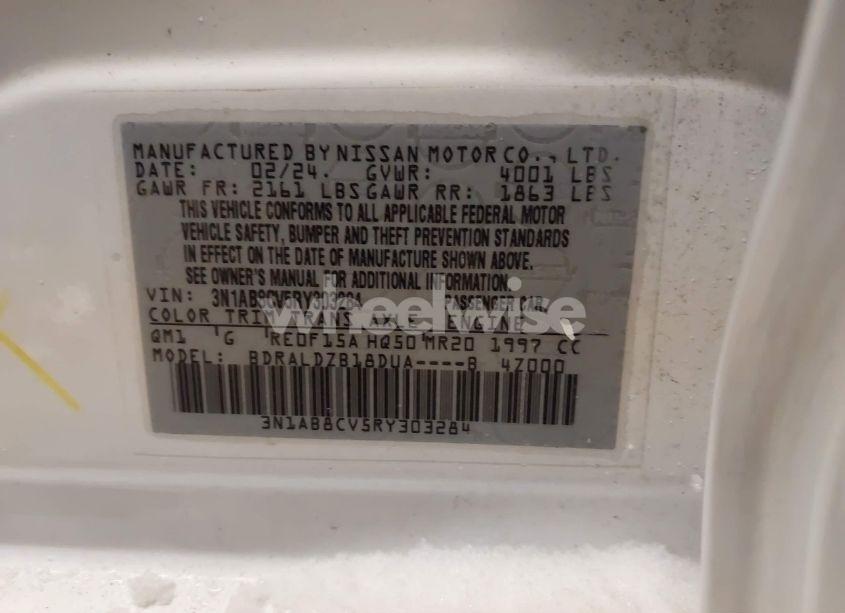 MANUFACTURED BY NISSAN MOTOR CO., LTD.
DATE: 02/24. GVWR: 4001 LBS
GAWR FR: 2161 LBS GAWR RR: 1863 LBS
THIS VEHICLE CONFORMS TO ALL APPLICABLE FEDERAL MOTOR
VEHICLE SAFETY, BUMPER AND THEFT PREVENTION STANDARDS
IN EFFECT ON THE DATE OF MANUFACTURE SHOWN ABOVE.
SEE OWNER'S MANUAL FOR ADDITIONAL INFORMATION.
VIN: 3N1AB8CV5RY303284 PASSENGER CAR.
wheelwise
COLOR TRIM TRANS AXLE ENGINE
QM1 G RE0F15A HQ50 MR20 1997 CC
MODEL: BDRALDZB18DUA----B 4Z000
3N1AB8CV5RY303284